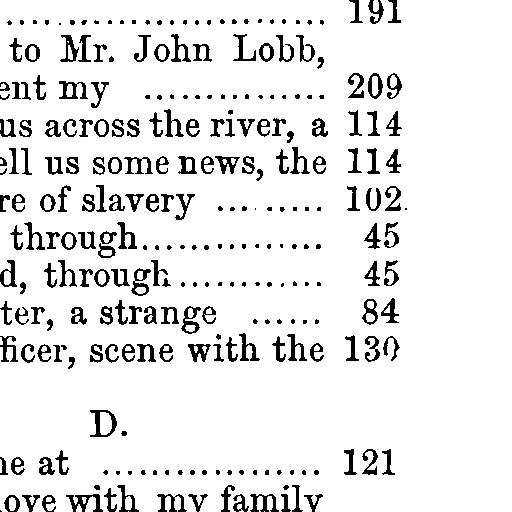 ................................ 191
to Mr. John Lobb,
ent my ............... 209
us across the river, a 114
ell us some news, the 114
re of slavery ......... 102
through............... 45
d, through............ 45
ter, a strange ...... 84
fficer, scene with the 130
D.
ne at .................. 121
love with my family